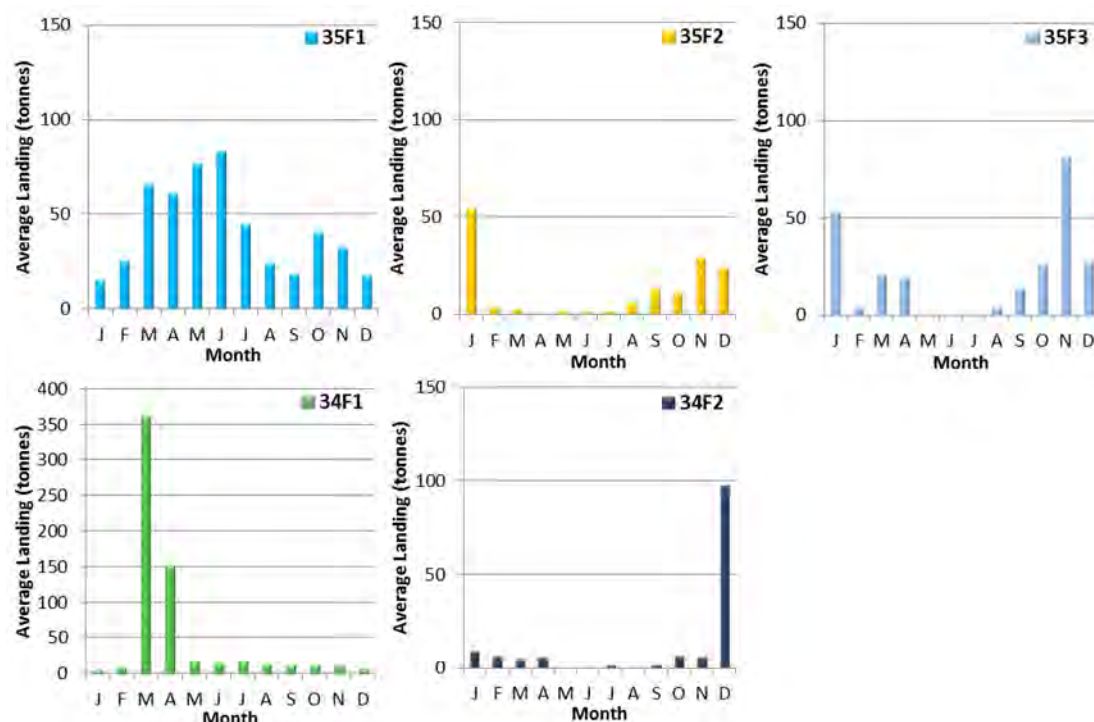 35F1
Average Landing (tonnes)
150
100
50
0
J F M A M J J A S O N D
Month
35F2
Average Landing (tonnes)
150
100
50
0
J F M A M J J A S O N D
Month
35F3
Average Landing (tonnes)
150
100
50
0
J F M A M J J A S O N D
Month
34F1
Average Landing (tonnes)
400
350
300
250
200
150
100
50
0
J F M A M J J A S O N D
Month
34F2
Average Landing (tonnes)
150
100
50
0
J F M A M J J A S O N D
Month